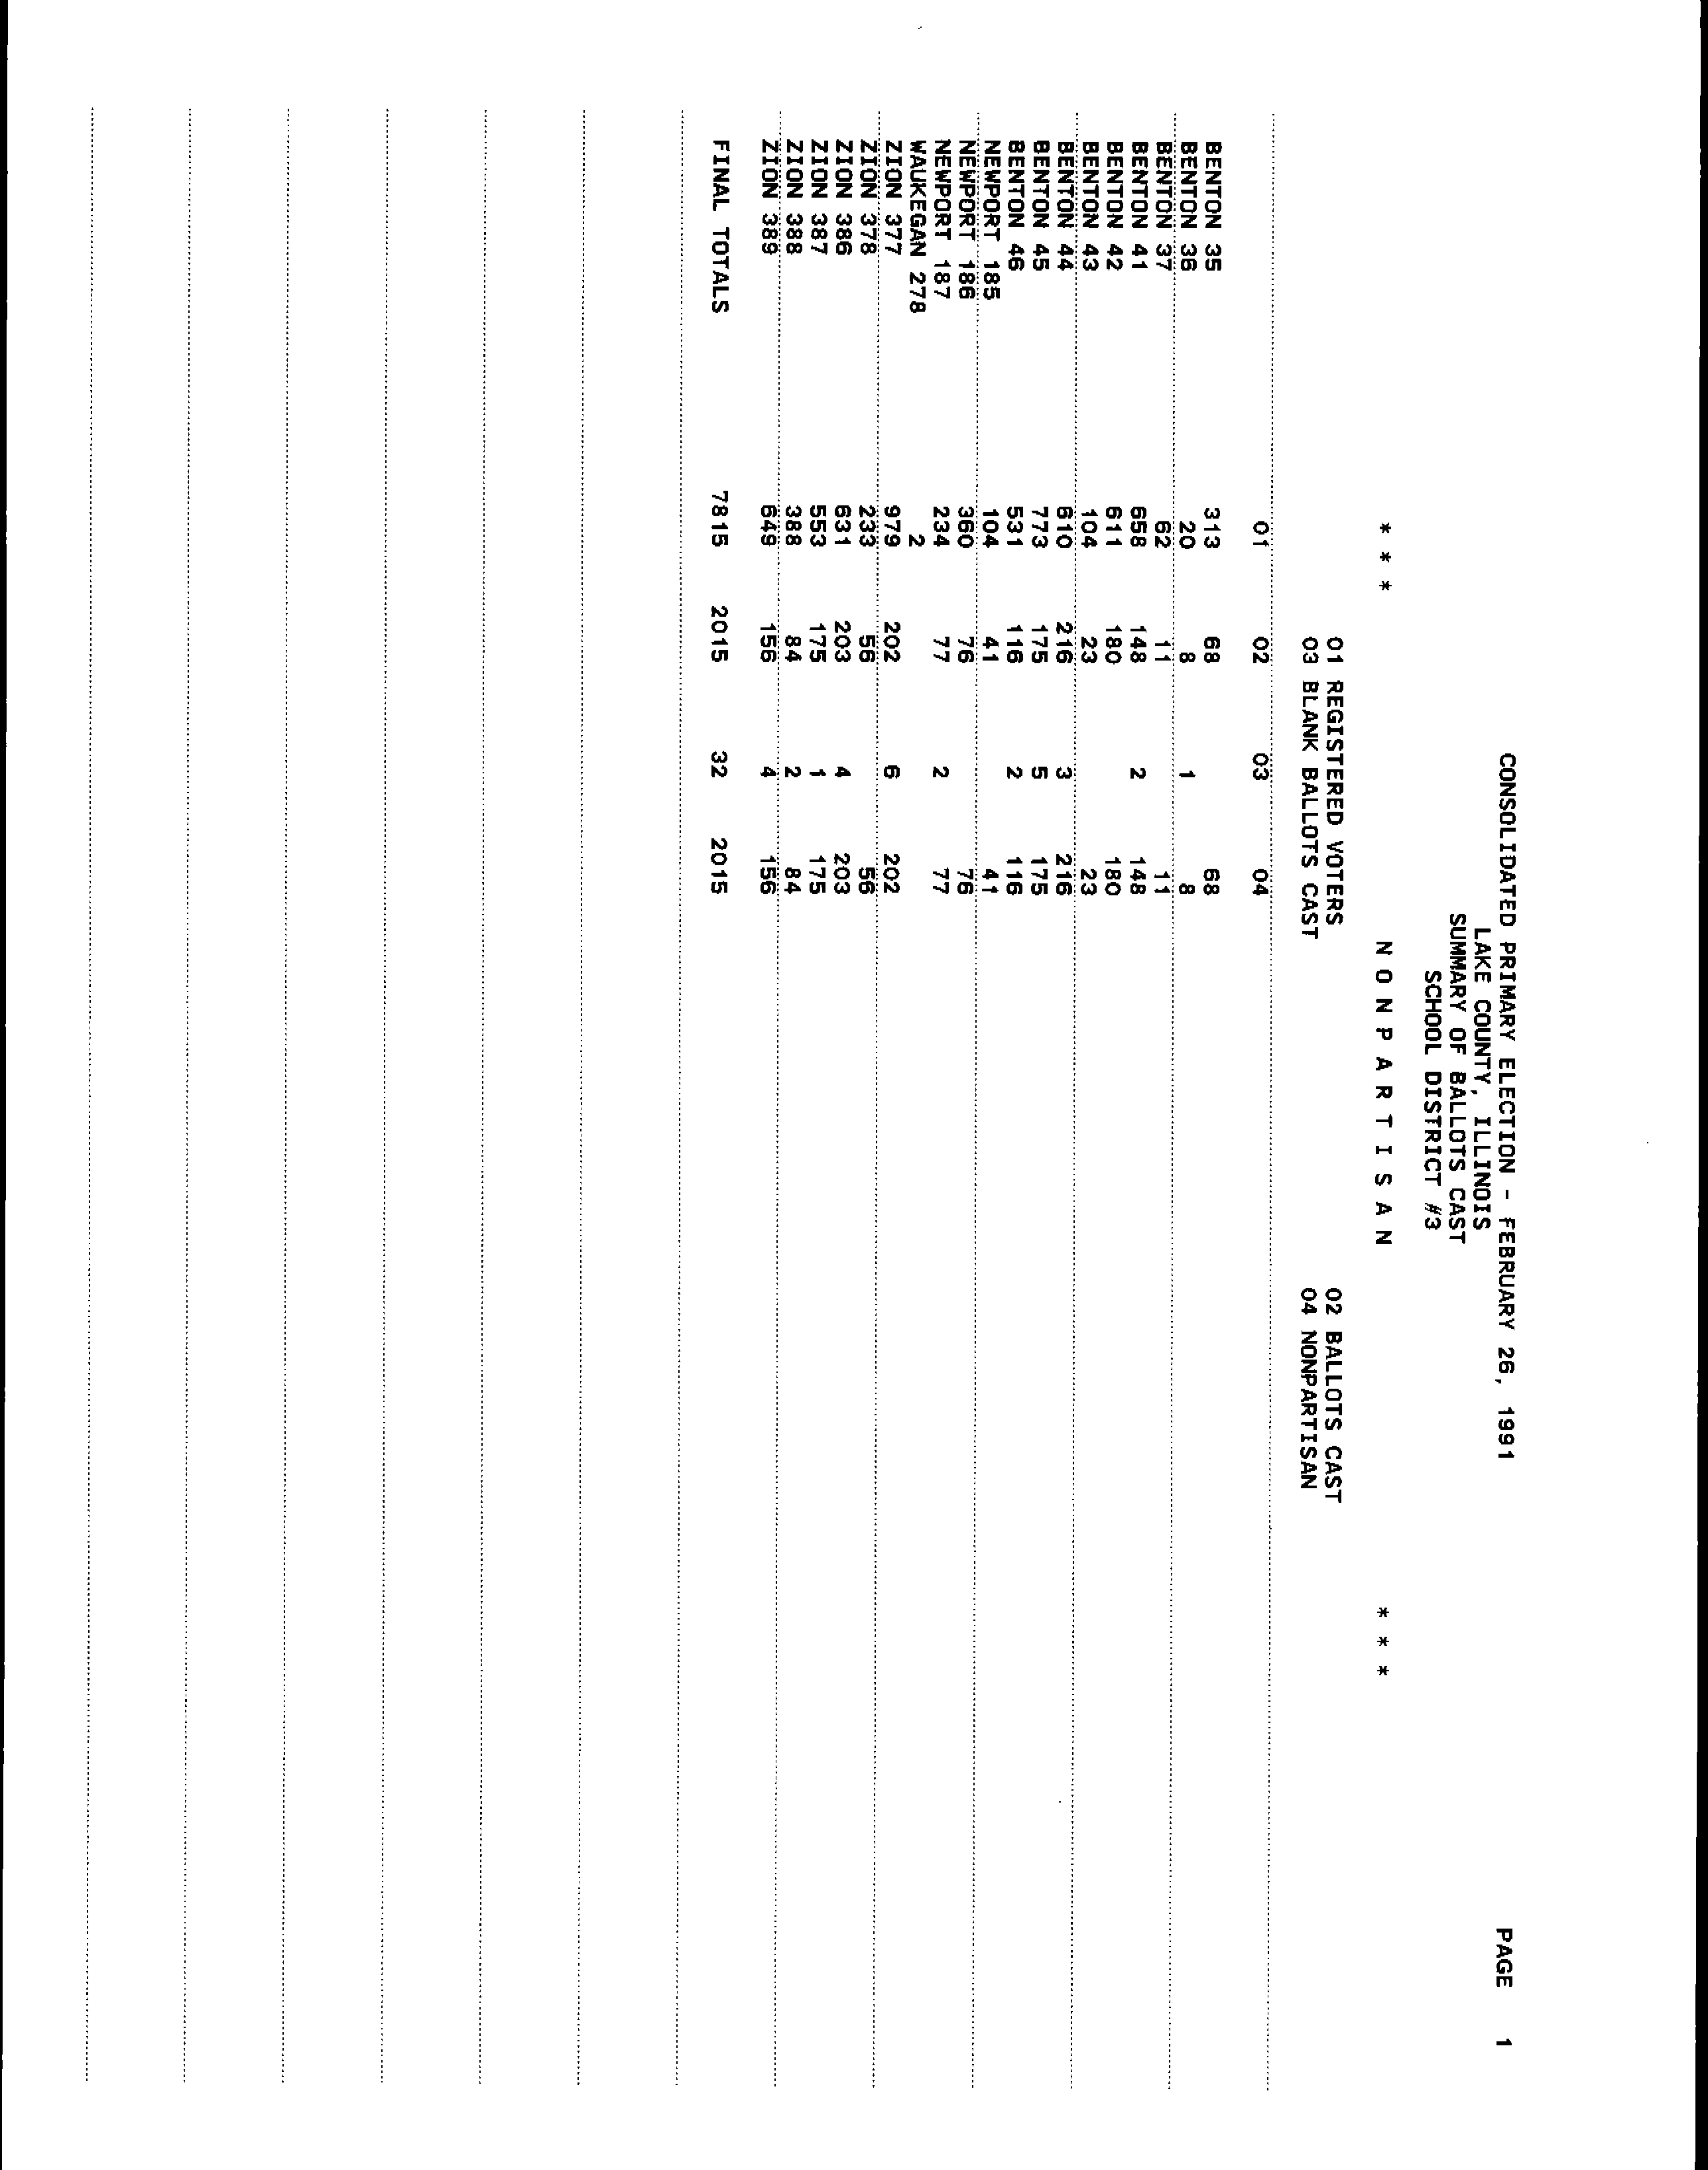 CONSOLIDATED PRIMARY ELECTION - FEBRUARY 26, 1991 PAGE 1
LAKE COUNTY, ILLINOIS
SUMMARY OF BALLOTS CAST
SCHOOL DISTRICT #3
* * * N O N P A R T I S A N * * *
01 REGISTERED VOTERS 02 BALLOTS CAST
03 BLANK BALLOTS CAST 04 NONPARTISAN
01 02 03 04
BENTON 35 313 68 68
BENTON 36 20 8 1 8
BENTON 37 62 11 11
BENTON 41 658 148 2 148
BENTON 42 611 180 180
BENTON 43 104 23 23
BENTON 44 610 216 3 216
BENTON 45 773 175 5 175
BENTON 46 531 116 2 116
NEWPORT 185 104 41 41
NEWPORT 186 360 76 76
NEWPORT 187 234 77 2 77
WAUKEGAN 278 2
ZION 377 979 202 6 202
ZION 378 233 56 56
ZION 386 631 203 4 203
ZION 387 553 175 1 175
ZION 388 388 84 2 84
ZION 389 649 156 4 156
FINAL TOTALS 7815 2015 32 2015